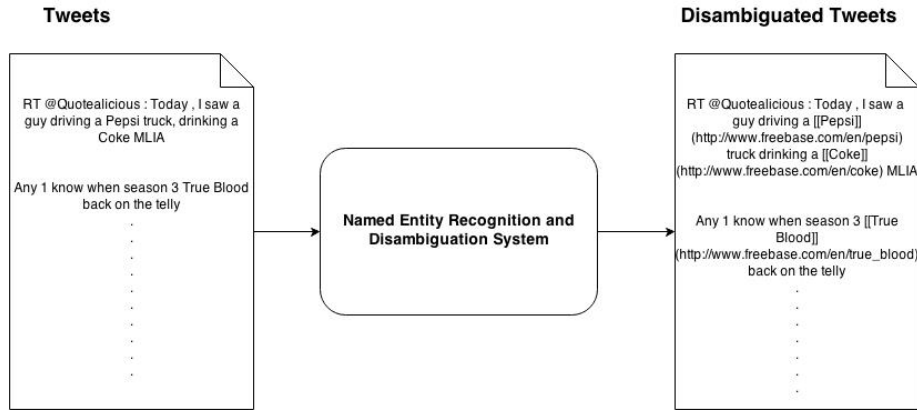 Tweets
RT @Quotealicious : Today , I saw a
guy driving a Pepsi truck, drinking a
Coke MLIA
Any 1 know when season 3 True Blood
back on the telly
.
.
.
.
.
.
.
.
.
.
Named Entity Recognition and
Disambiguation System
Disambiguated Tweets
RT @Quotealicious : Today , I saw a
guy driving a [[Pepsi]]
(http://www.freebase.com/en/pepsi)
truck drinking a [[Coke]]
(http://www.freebase.com/en/coke) MLIA
Any 1 know when season 3 [[True
Blood]]
(http://www.freebase.com/en/true_blood)
back on the telly
.
.
.
.
.
.
.